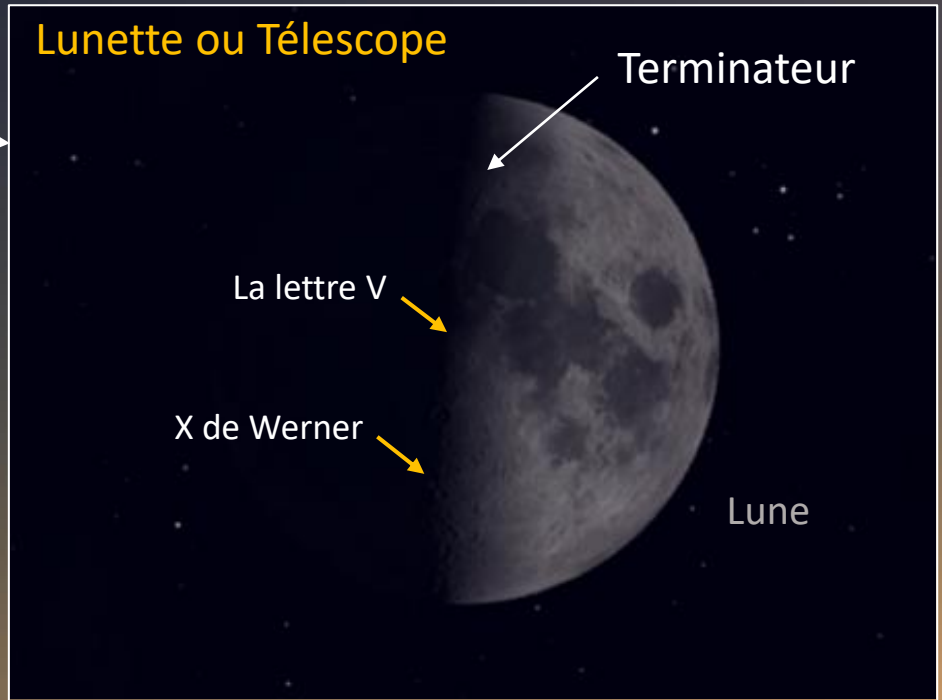 Lunette ou Télescope
Terminateur
La lettre V
X de Werner
Lune